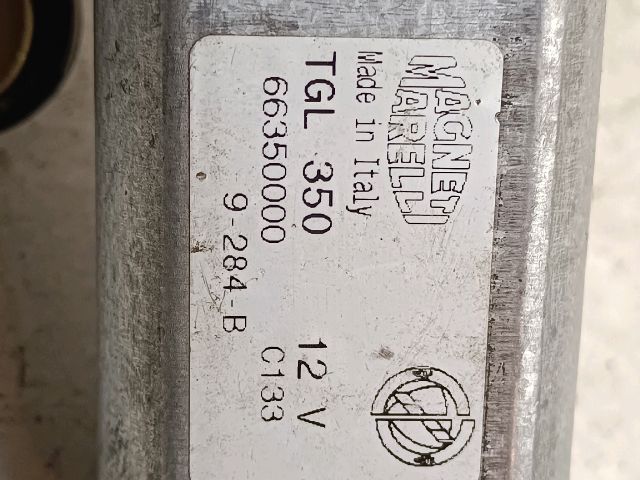 MAGNETI
MARELLI
Made in Italy
TGL 350 12 V
66350000 C133
9-284-B